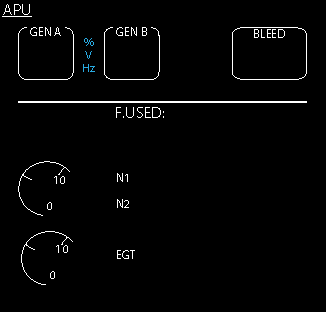 APU
GEN A % GEN B BLEED
V
Hz
F.USED:
10 N1
0 N2
10 EGT
0